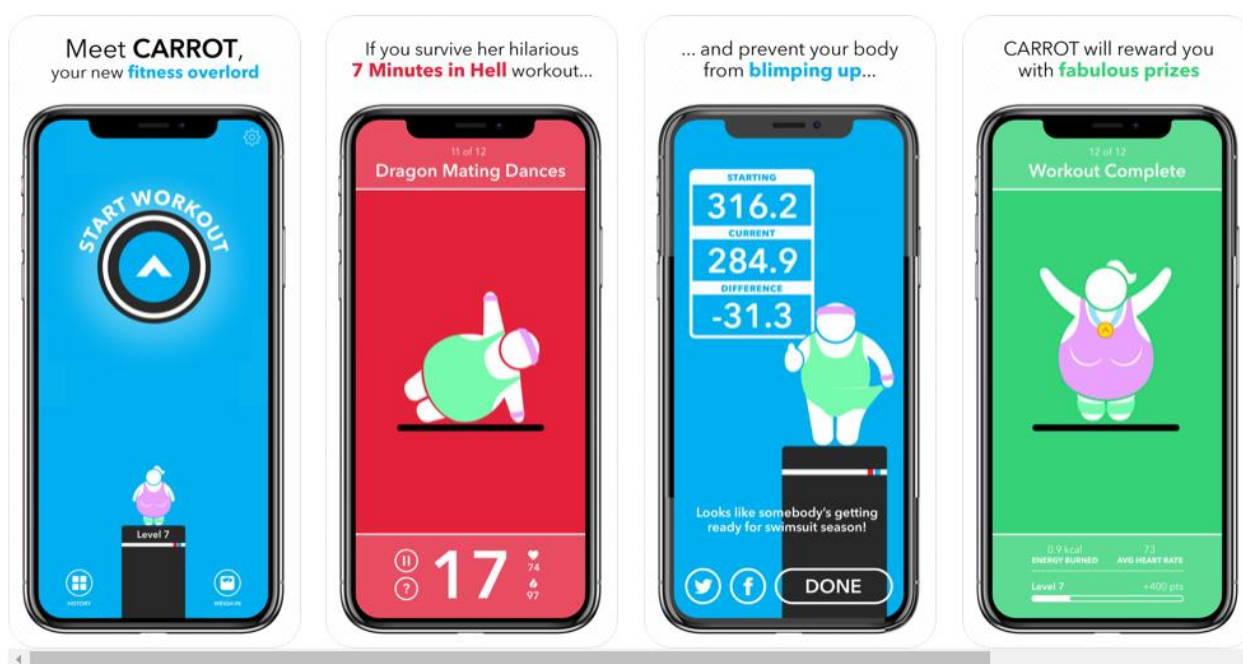 Meet CARROT,
your new fitness overlord
START WORKOUT
Level 7
HISTORY
WEIGH-IN
If you survive her hilarious
7 Minutes in Hell workout...
11 of 12
Dragon Mating Dances
17
74
97
?
... and prevent your body
from blimping up...
STARTING
316.2
CURRENT
284.9
DIFFERENCE
-31.3
Looks like somebody's getting
ready for swimsuit season!
f
DONE
CARROT will reward you
with fabulous prizes
12 of 12
Workout Complete
0.9 kcal 73
ENERGY BURNED AVG HEART RATE
Level 7 +400 pts